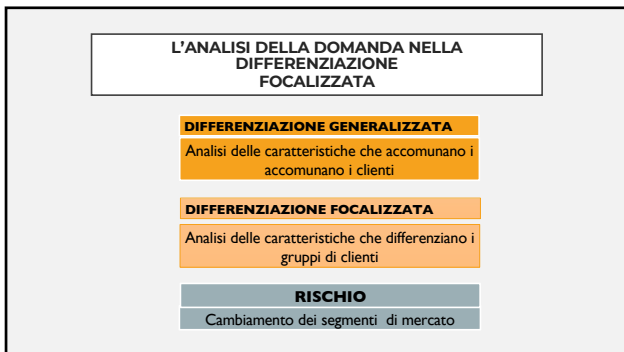 L'ANALISI DELLA DOMANDA NELLA
DIFFERENZIAZIONE
FOCALIZZATA
DIFFERENZIAZIONE GENERALIZZATA
Analisi delle caratteristiche che accomunano i
accomunano i clienti
DIFFERENZIAZIONE FOCALIZZATA
Analisi delle caratteristiche che differenziano i
gruppi di clienti
RISCHIO
Cambiamento dei segmenti di mercato